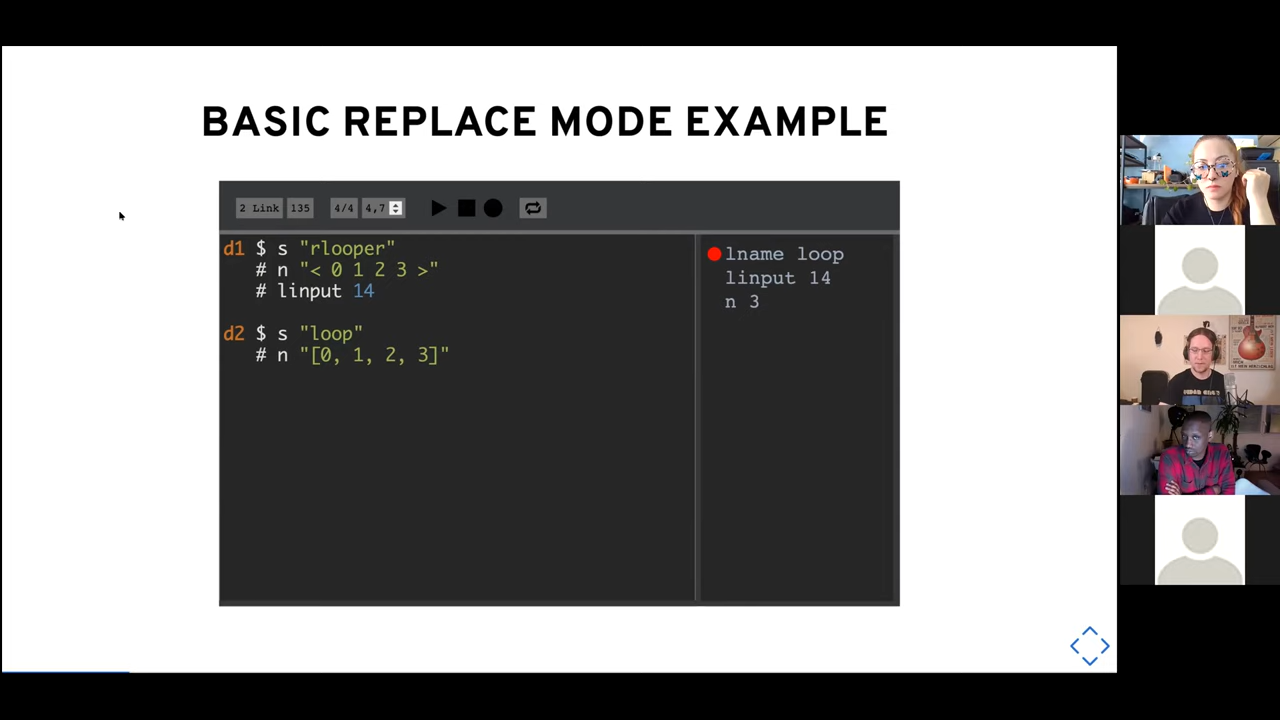 BASIC REPLACE MODE EXAMPLE
2 Link 135 4/4 4,7
d1 $ s "rlooper"
# n "< 0 1 2 3 >"
# linput 14
d2 $ s "loop"
# n "[0, 1, 2, 3]"
lname loop
linput 14
n 3